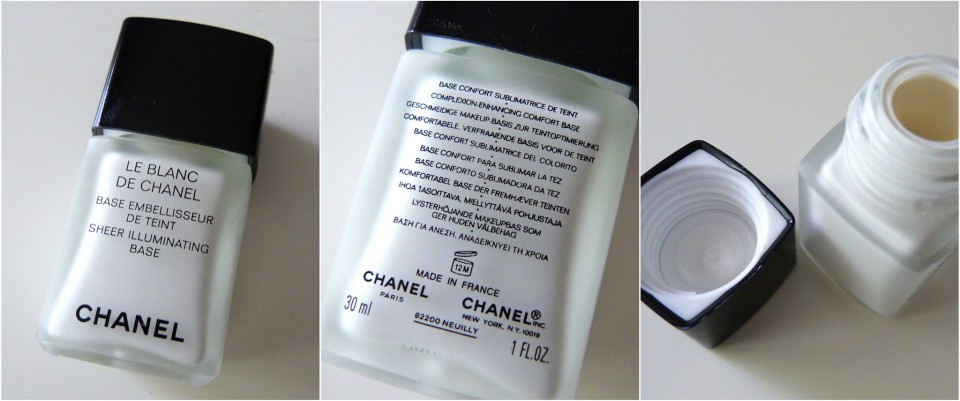 LE BLANC
DE CHANEL
BASE EMBELLISSEUR
DE TEINT
SHEER ILLUMINATING
BASE
CHANEL
BASE CONFORT SUBLIMATRICE DE TEINT
COMPLEXION-ENHANCING COMFORT BASE
GESCHMEIDIGE MAKEUP-BASIS ZUR TEINTOPTIMIERUNG
COMFORTABELE, VERFRAAIENDE BASIS VOOR DE TEINT
BASE CONFORT SUBLIMATRICE DEL COLORITO
BASE CONFORT PARA SUBLIMAR LA TEZ
BASE CONFORTO SUBLIMADORA DA TEZ
KOMFORTABEL BASE DER FREMHÆVER TEINTEN
IHOA TASOITTAVA, MIELLYTTÄVÄ POHJUSTAJA
LYSTERHÖJANDE MAKEUPBAS SOM
GER HUDEN VÄLBEHAG
ΒΑΣΗ ΓΙΑ ΑΝΕΣΗ, ΑΝΑΔΕΙΚΝΥΕΙ ΤΗ ΧΡΟΙΑ
12M
MADE IN FRANCE
CHANEL
PARIS
CHANEL® INC.
NEW YORK, N.Y. 10019
30 ml
92200 NEUILLY
1 FL.OZ.